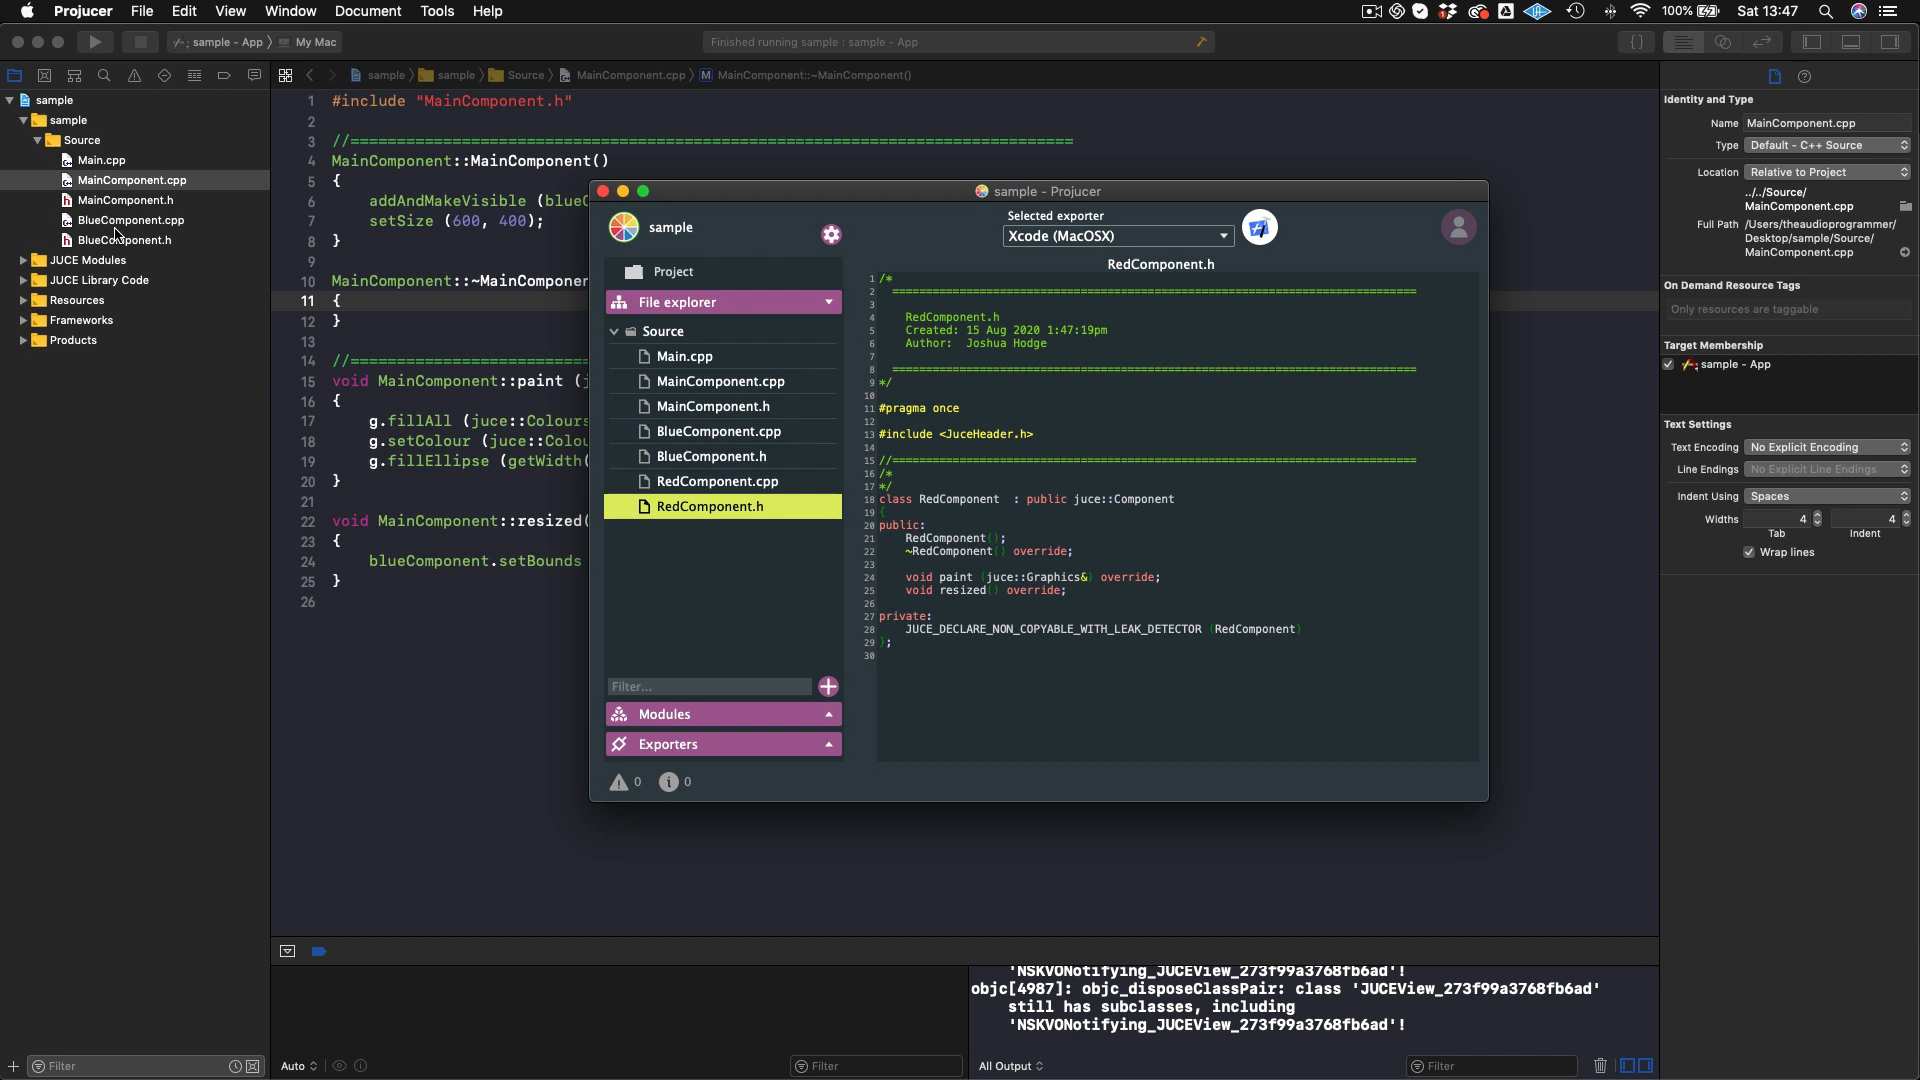 Projucer File Edit View Window Document Tools Help
100% Sat 13:47
sample - App My Mac
Finished running sample : sample - App
sample
sample
Source
Main.cpp
MainComponent.cpp
MainComponent.h
BlueComponent.cpp
BlueComponent.h
JUCE Modules
JUCE Library Code
Resources
Frameworks
Products
Filter
sample sample Source MainComponent.cpp M MainComponent::~MainComponent()
1 #include "MainComponent.h"
2
3 //==============================================================================
4 MainComponent::MainComponent()
5 {
6 addAndMakeVisible (blueC
7 setSize (600, 400);
8 }
9
10 MainComponent::~MainComponen
11 {
12 }
13
14 //============================
15 void MainComponent::paint (j
16 {
17 g.fillAll (juce::Colours
18 g.setColour (juce::Colou
19 g.fillEllipse (getWidth(
20 }
21
22 void MainComponent::resized(
23 {
24 blueComponent.setBounds
25 }
26
sample - Projucer
sample
Selected exporter
Xcode (MacOSX)
Project
File explorer
Source
Main.cpp
MainComponent.cpp
MainComponent.h
BlueComponent.cpp
BlueComponent.h
RedComponent.cpp
RedComponent.h
Filter...
Modules
Exporters
0 0
RedComponent.h
1 /*
2 ==============================================================================
3
4 RedComponent.h
5 Created: 15 Aug 2020 1:47:19pm
6 Author: Joshua Hodge
7
8 ==============================================================================
9 */
10
11 #pragma once
12
13 #include <JuceHeader.h>
14
15 //==============================================================================
16 /*
17 */
18 class RedComponent : public juce::Component
19 {
20 public:
21 RedComponent();
22 ~RedComponent() override;
23
24 void paint (juce::Graphics&) override;
25 void resized() override;
26
27 private:
28 JUCE_DECLARE_NON_COPYABLE_WITH_LEAK_DETECTOR (RedComponent)
29 };
30
Identity and Type
Name MainComponent.cpp
Type Default - C++ Source
Location Relative to Project
../../Source/
MainComponent.cpp
Full Path /Users/theaudioprogrammer/
Desktop/sample/Source/
MainComponent.cpp
On Demand Resource Tags
Only resources are taggable
Target Membership
sample - App
Text Settings
Text Encoding No Explicit Encoding
Line Endings No Explicit Line Endings
Indent Using Spaces
Widths 4 4
Tab Indent
Wrap lines
'NSKVONotifying_JUCEView_273f99a3768fb6ad'!
objc[4987]: objc_disposeClassPair: class 'JUCEView_273f99a3768fb6ad'
still has subclasses, including
'NSKVONotifying_JUCEView_273f99a3768fb6ad'!
Auto Filter All Output Filter